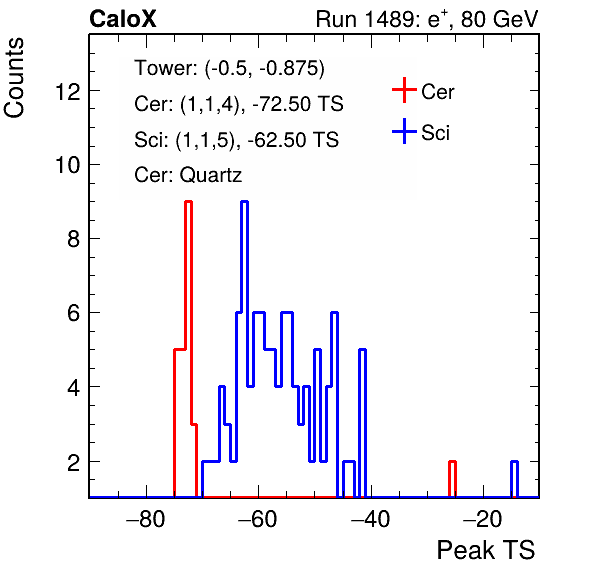 CaloX Run 1489: e⁺, 80 GeV
Counts
Tower: (-0.5, -0.875)
Cer: (1,1,4), -72.50 TS
Sci: (1,1,5), -62.50 TS
Cer: Quartz
Cer
Sci
12
10
8
6
4
2
−80 −60 −40 −20
Peak TS